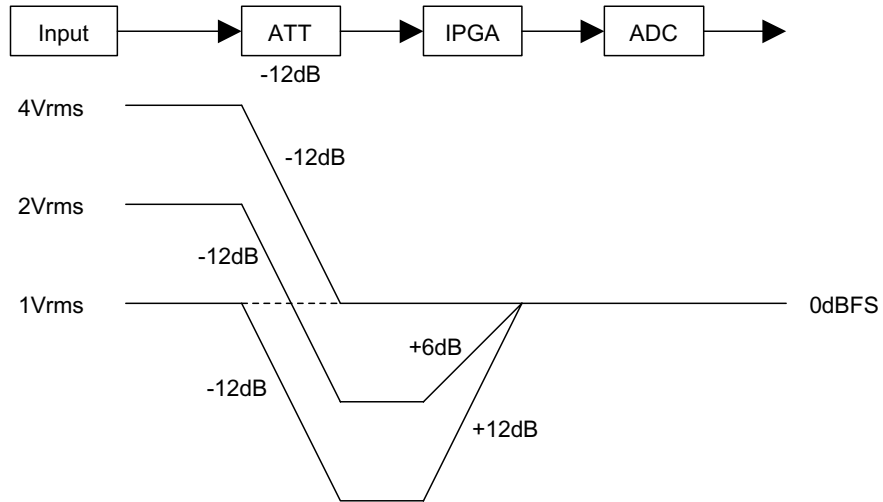 Input ATT IPGA ADC
-12dB
4Vrms
-12dB
2Vrms
-12dB
1Vrms 0dBFS
+6dB
-12dB
+12dB